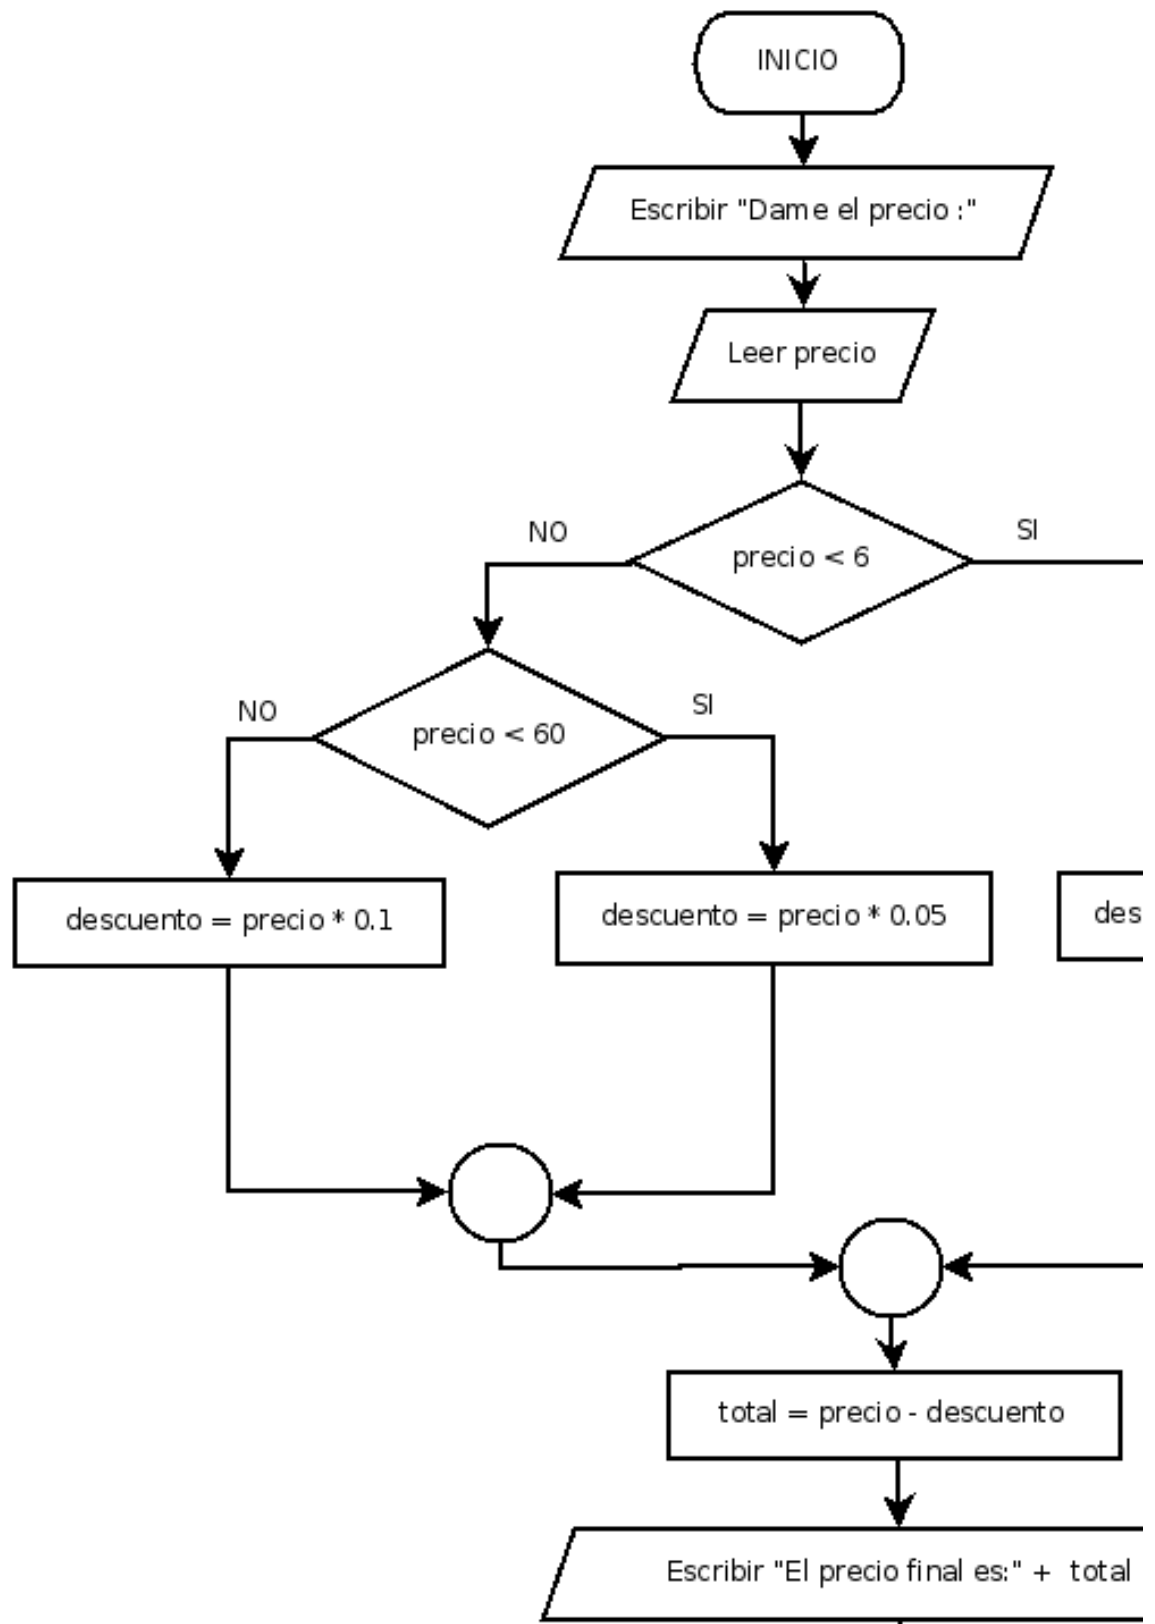 INICIO
Escribir "Dame el precio :"
Leer precio
NO
SI
precio < 6
NO
SI
precio < 60
descuento = precio * 0.1
descuento = precio * 0.05
des
total = precio - descuento
Escribir "El precio final es:" + total